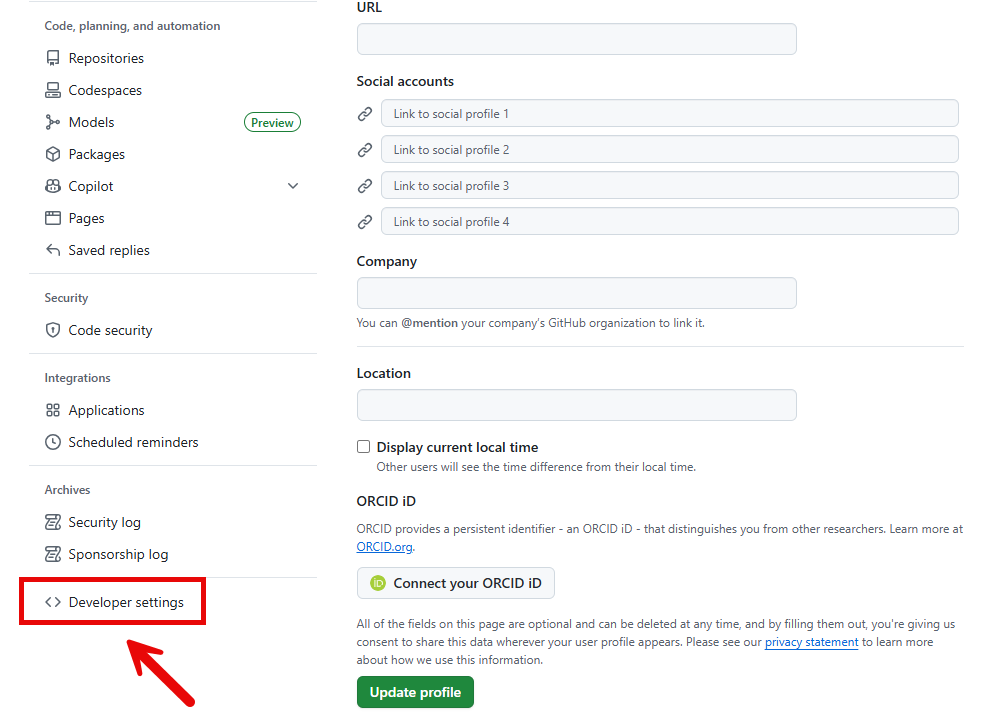 Code, planning, and automation
Repositories
Codespaces
Models
Preview
Packages
Copilot
Pages
Saved replies
Security
Code security
Integrations
Applications
Scheduled reminders
Archives
Security log
Sponsorship log
Developer settings
URL
Social accounts
Link to social profile 1
Link to social profile 2
Link to social profile 3
Link to social profile 4
Company
You can @mention your company's GitHub organization to link it.
Location
Display current local time
Other users will see the time difference from their local time.
ORCID iD
ORCID provides a persistent identifier - an ORCID iD - that distinguishes you from other researchers. Learn more at
ORCID.org.
iD Connect your ORCID iD
All of the fields on this page are optional and can be deleted at any time, and by filling them out, you're giving us
consent to share this data wherever your user profile appears. Please see our privacy statement to learn more
about how we use this information.
Update profile